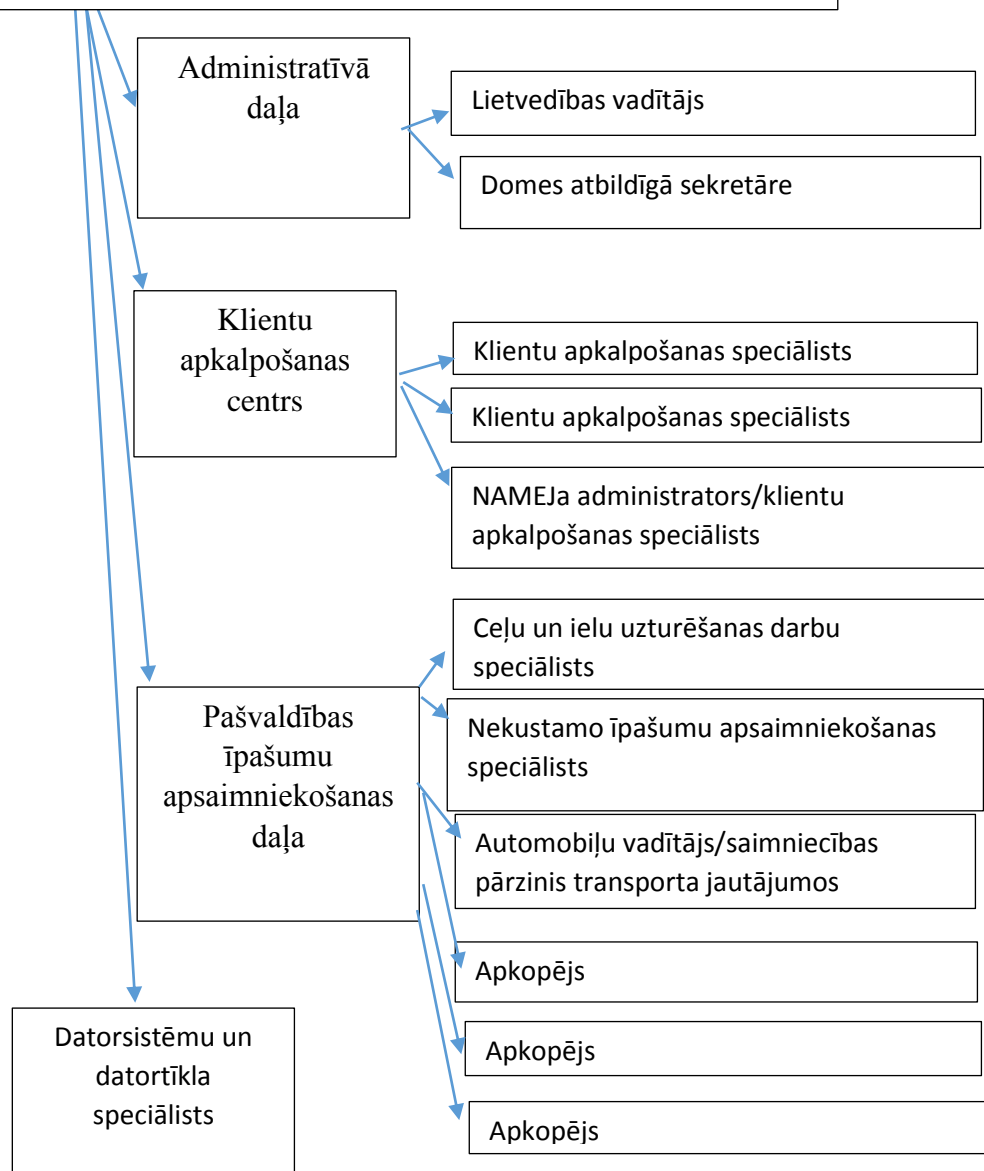 Administratīvā
daļa
Lietvedības vadītājs
Domes atbildīgā sekretāre
Klientu
apkalpošanas
centrs
Klientu apkalpošanas speciālists
Klientu apkalpošanas speciālists
NAMEJa administrators/klientu
apkalpošanas speciālists
Pašvaldības
īpašumu
apsaimniekošanas
daļa
Ceļu un ielu uzturēšanas darbu
speciālists
Nekustamo īpašumu apsaimniekošanas
speciālists
Automobiļu vadītājs/saimniecības
pārzinis transporta jautājumos
Apkopējs
Apkopējs
Apkopējs
Datorsistēmu un
datortīkla
speciālists